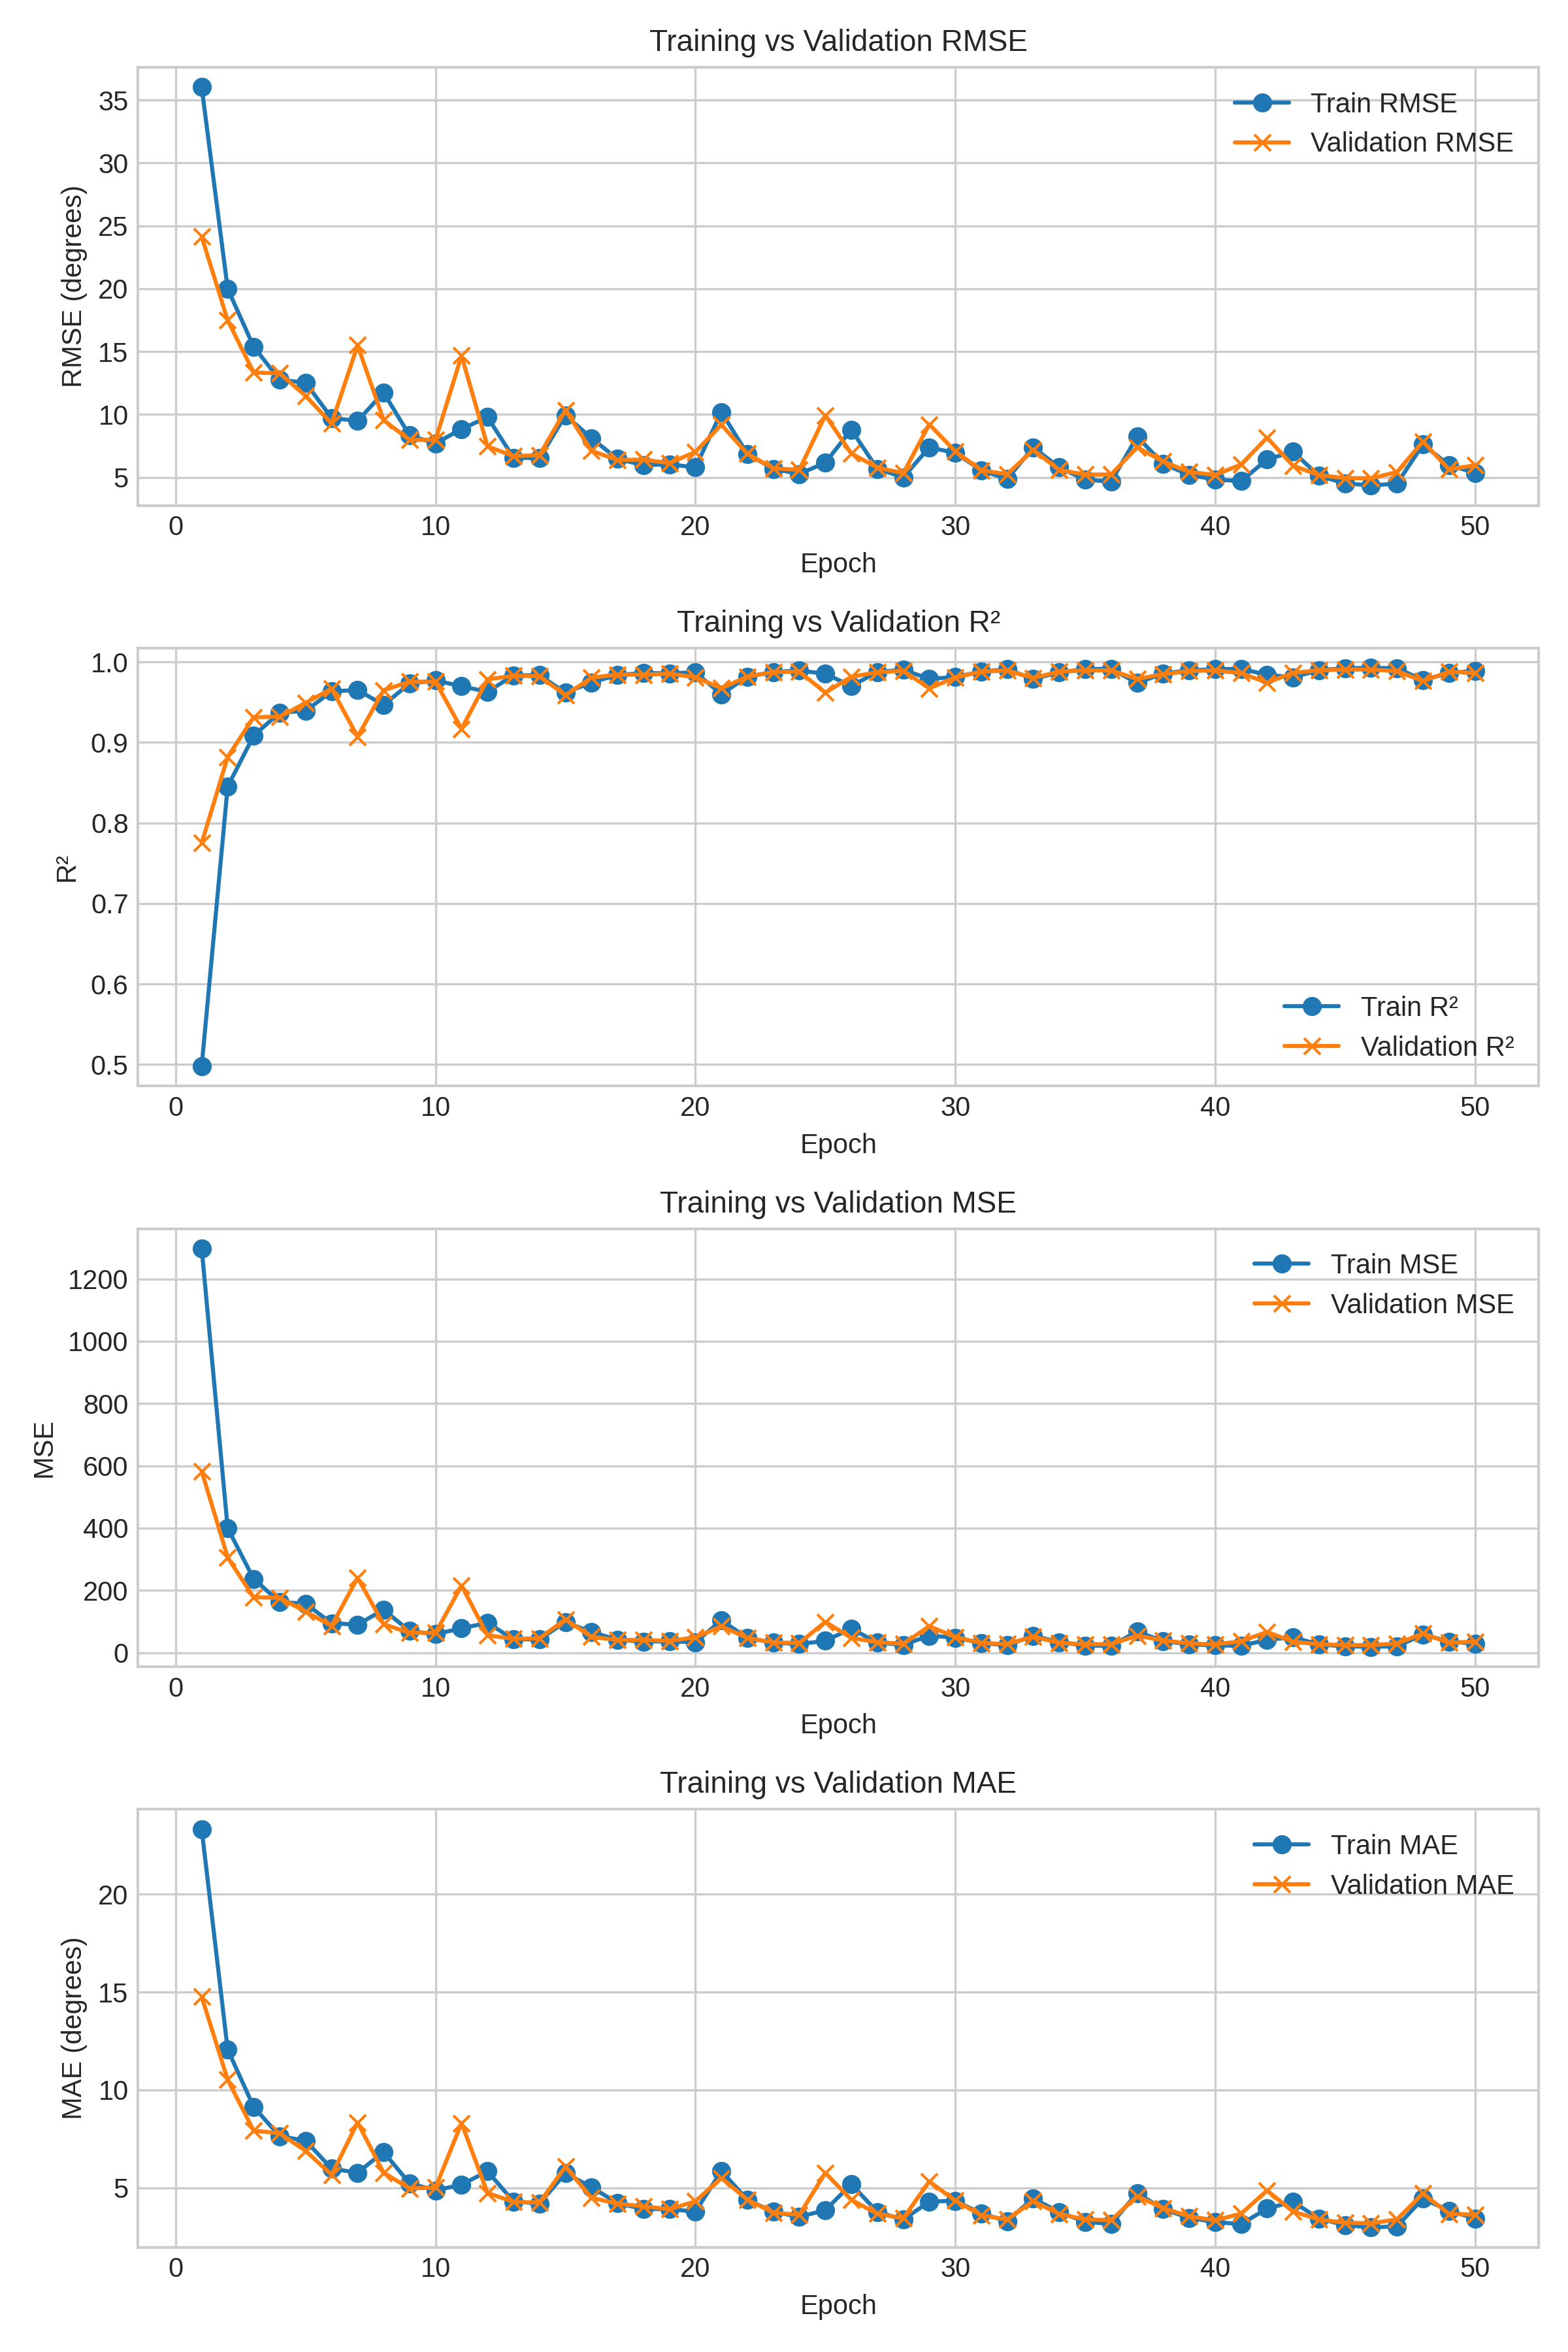 Training vs Validation RMSE
35
30
25
20
15
10
5
RMSE (degrees)
Train RMSE
Validation RMSE
0 10 20 30 40 50
Epoch
Training vs Validation R²
1.0
0.9
0.8
0.7
0.6
0.5
R²
Train R²
Validation R²
0 10 20 30 40 50
Epoch
Training vs Validation MSE
1200
1000
800
600
400
200
0
MSE
Train MSE
Validation MSE
0 10 20 30 40 50
Epoch
Training vs Validation MAE
20
15
10
5
MAE (degrees)
Train MAE
Validation MAE
0 10 20 30 40 50
Epoch